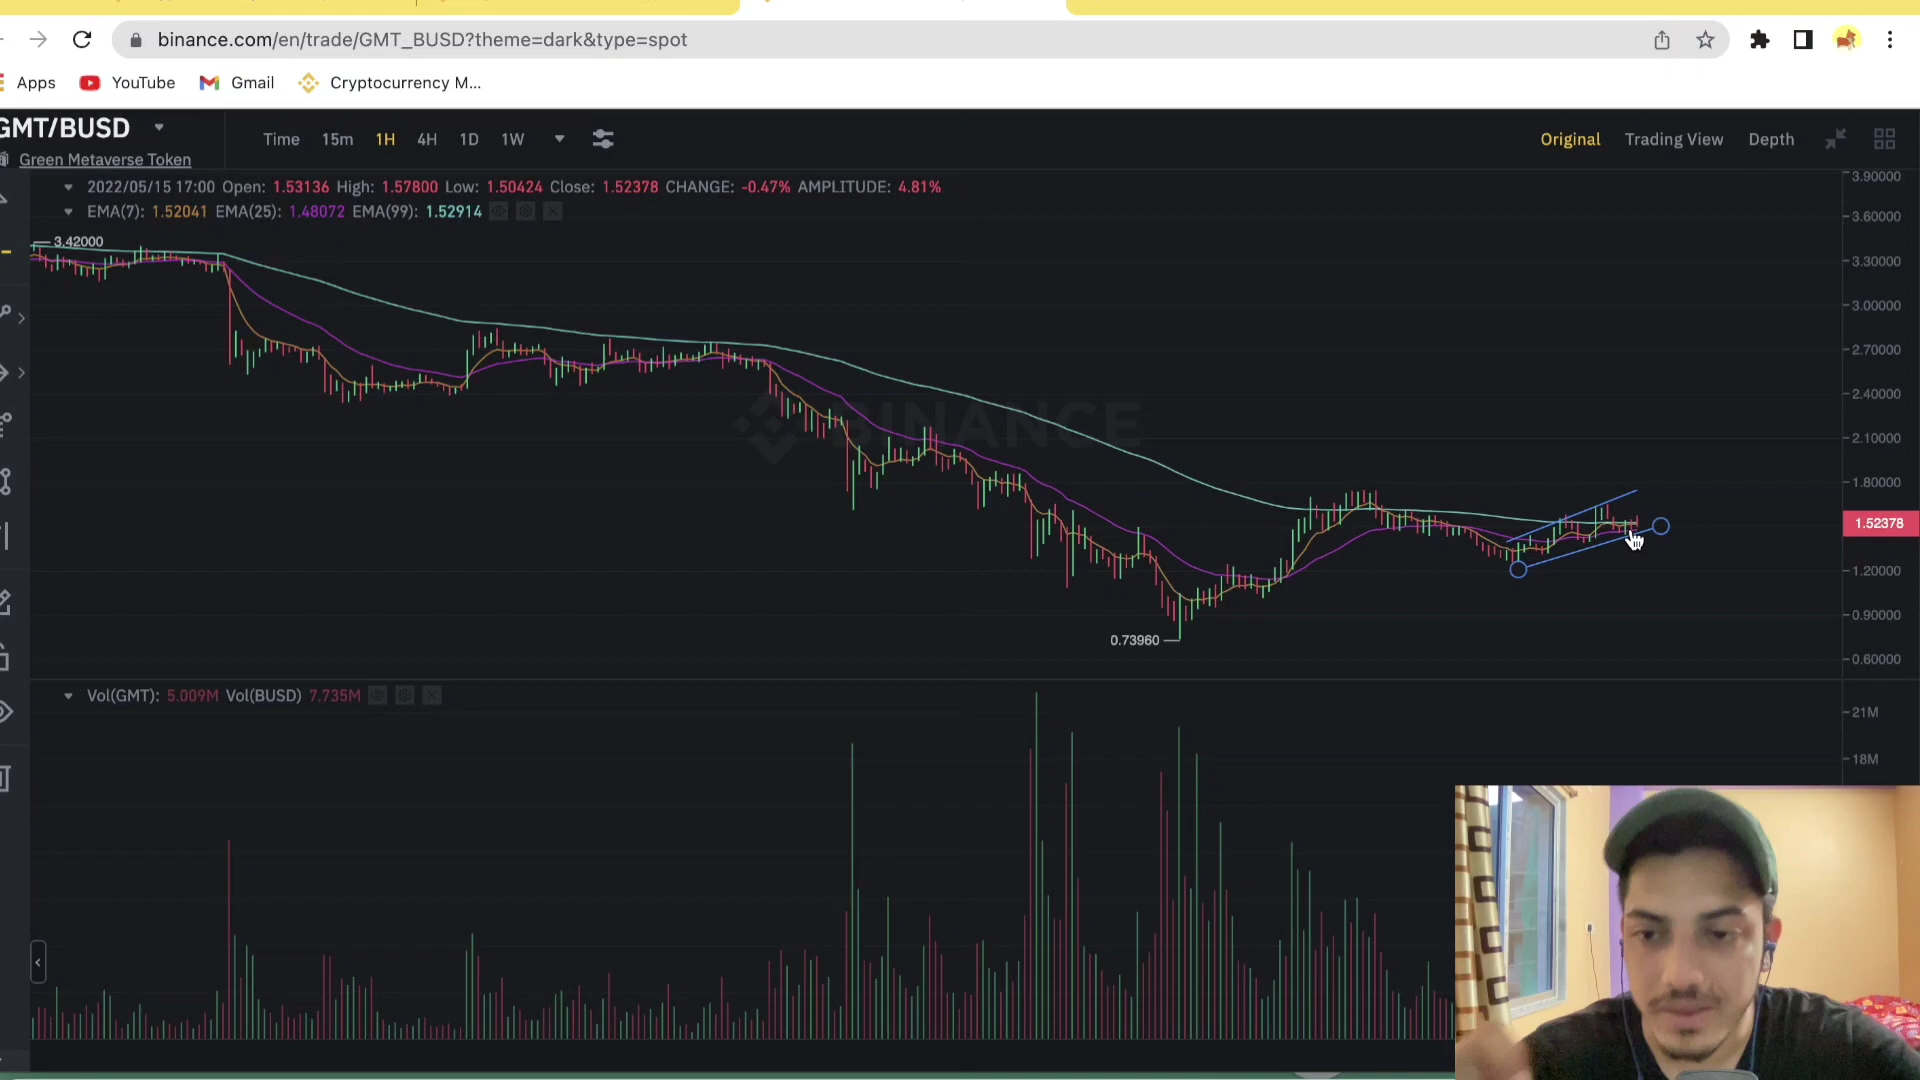 binance.com/en/trade/GMT_BUSD?theme=dark&type=spot
Apps YouTube Gmail Cryptocurrency M...
GMT/BUSD
Green Metaverse Token
Time 15m 1H 4H 1D 1W
Original Trading View Depth
2022/05/15 17:00 Open: 1.53136 High: 1.57800 Low: 1.50424 Close: 1.52378 CHANGE: -0.47% AMPLITUDE: 4.81%
EMA(7): 1.52041 EMA(25): 1.48072 EMA(99): 1.52914
3.90000
3.60000
3.42000
3.30000
3.00000
2.70000
2.40000
BINANCE
2.10000
1.80000
1.52378
1.20000
0.90000
0.73960
0.60000
Vol(GMT): 5.009M Vol(BUSD) 7.735M
21M
18M